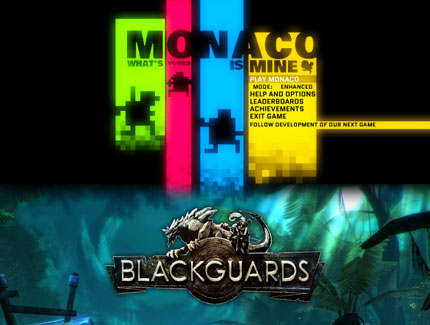 MONACO
WHAT'S YOURS IS MINE
PLAY MONACO
MODE: ENHANCED
HELP AND OPTIONS
LEADERBOARDS
ACHIEVEMENTS
EXIT GAME
FOLLOW DEVELOPMENT OF OUR NEXT GAME
BLACKGUARDS